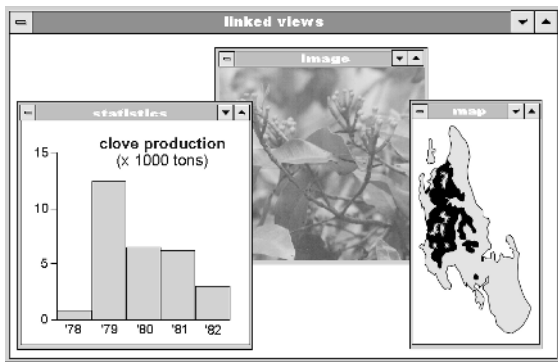 linked views
image
statistics
map
clove production
(x 1000 tons)
15
10
5
0
'78 '79 '80 '81 '82